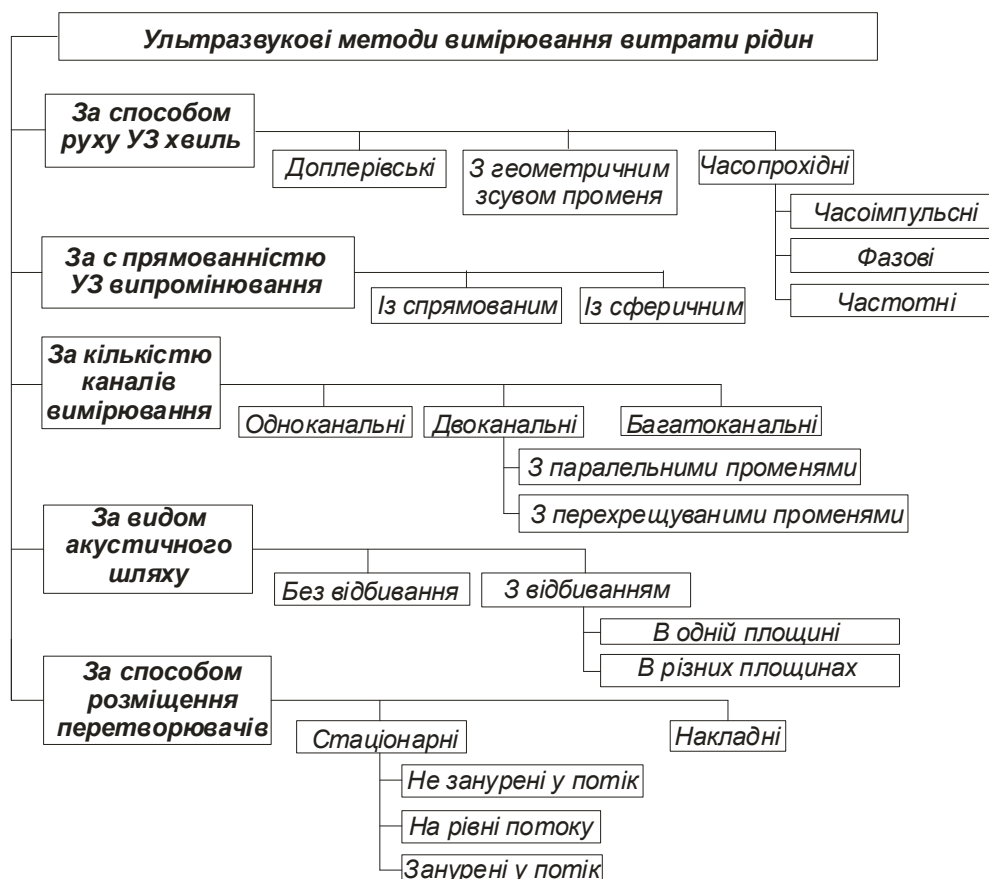 Ультразвукові методи вимірювання витрати рідин
За способом
руху УЗ хвиль
Доплерівські
З геометричним
зсувом променя
Часопрохідні
Часоімпульсні
Фазові
Частотні
За с прямованністю
УЗ випромінювання
Із спрямованим
Із сферичним
За кількістю
каналів
вимірювання
Одноканальні
Двоканальні
Багатоканальні
З паралельними променями
З перехрещуваними променями
За видом
акустичного
шляху
Без відбивання
З відбиванням
В одній площині
В різних площинах
За способом
розміщення
перетворювачів
Стаціонарні
Накладні
Не занурені у потік
На рівні потоку
Занурені у потік